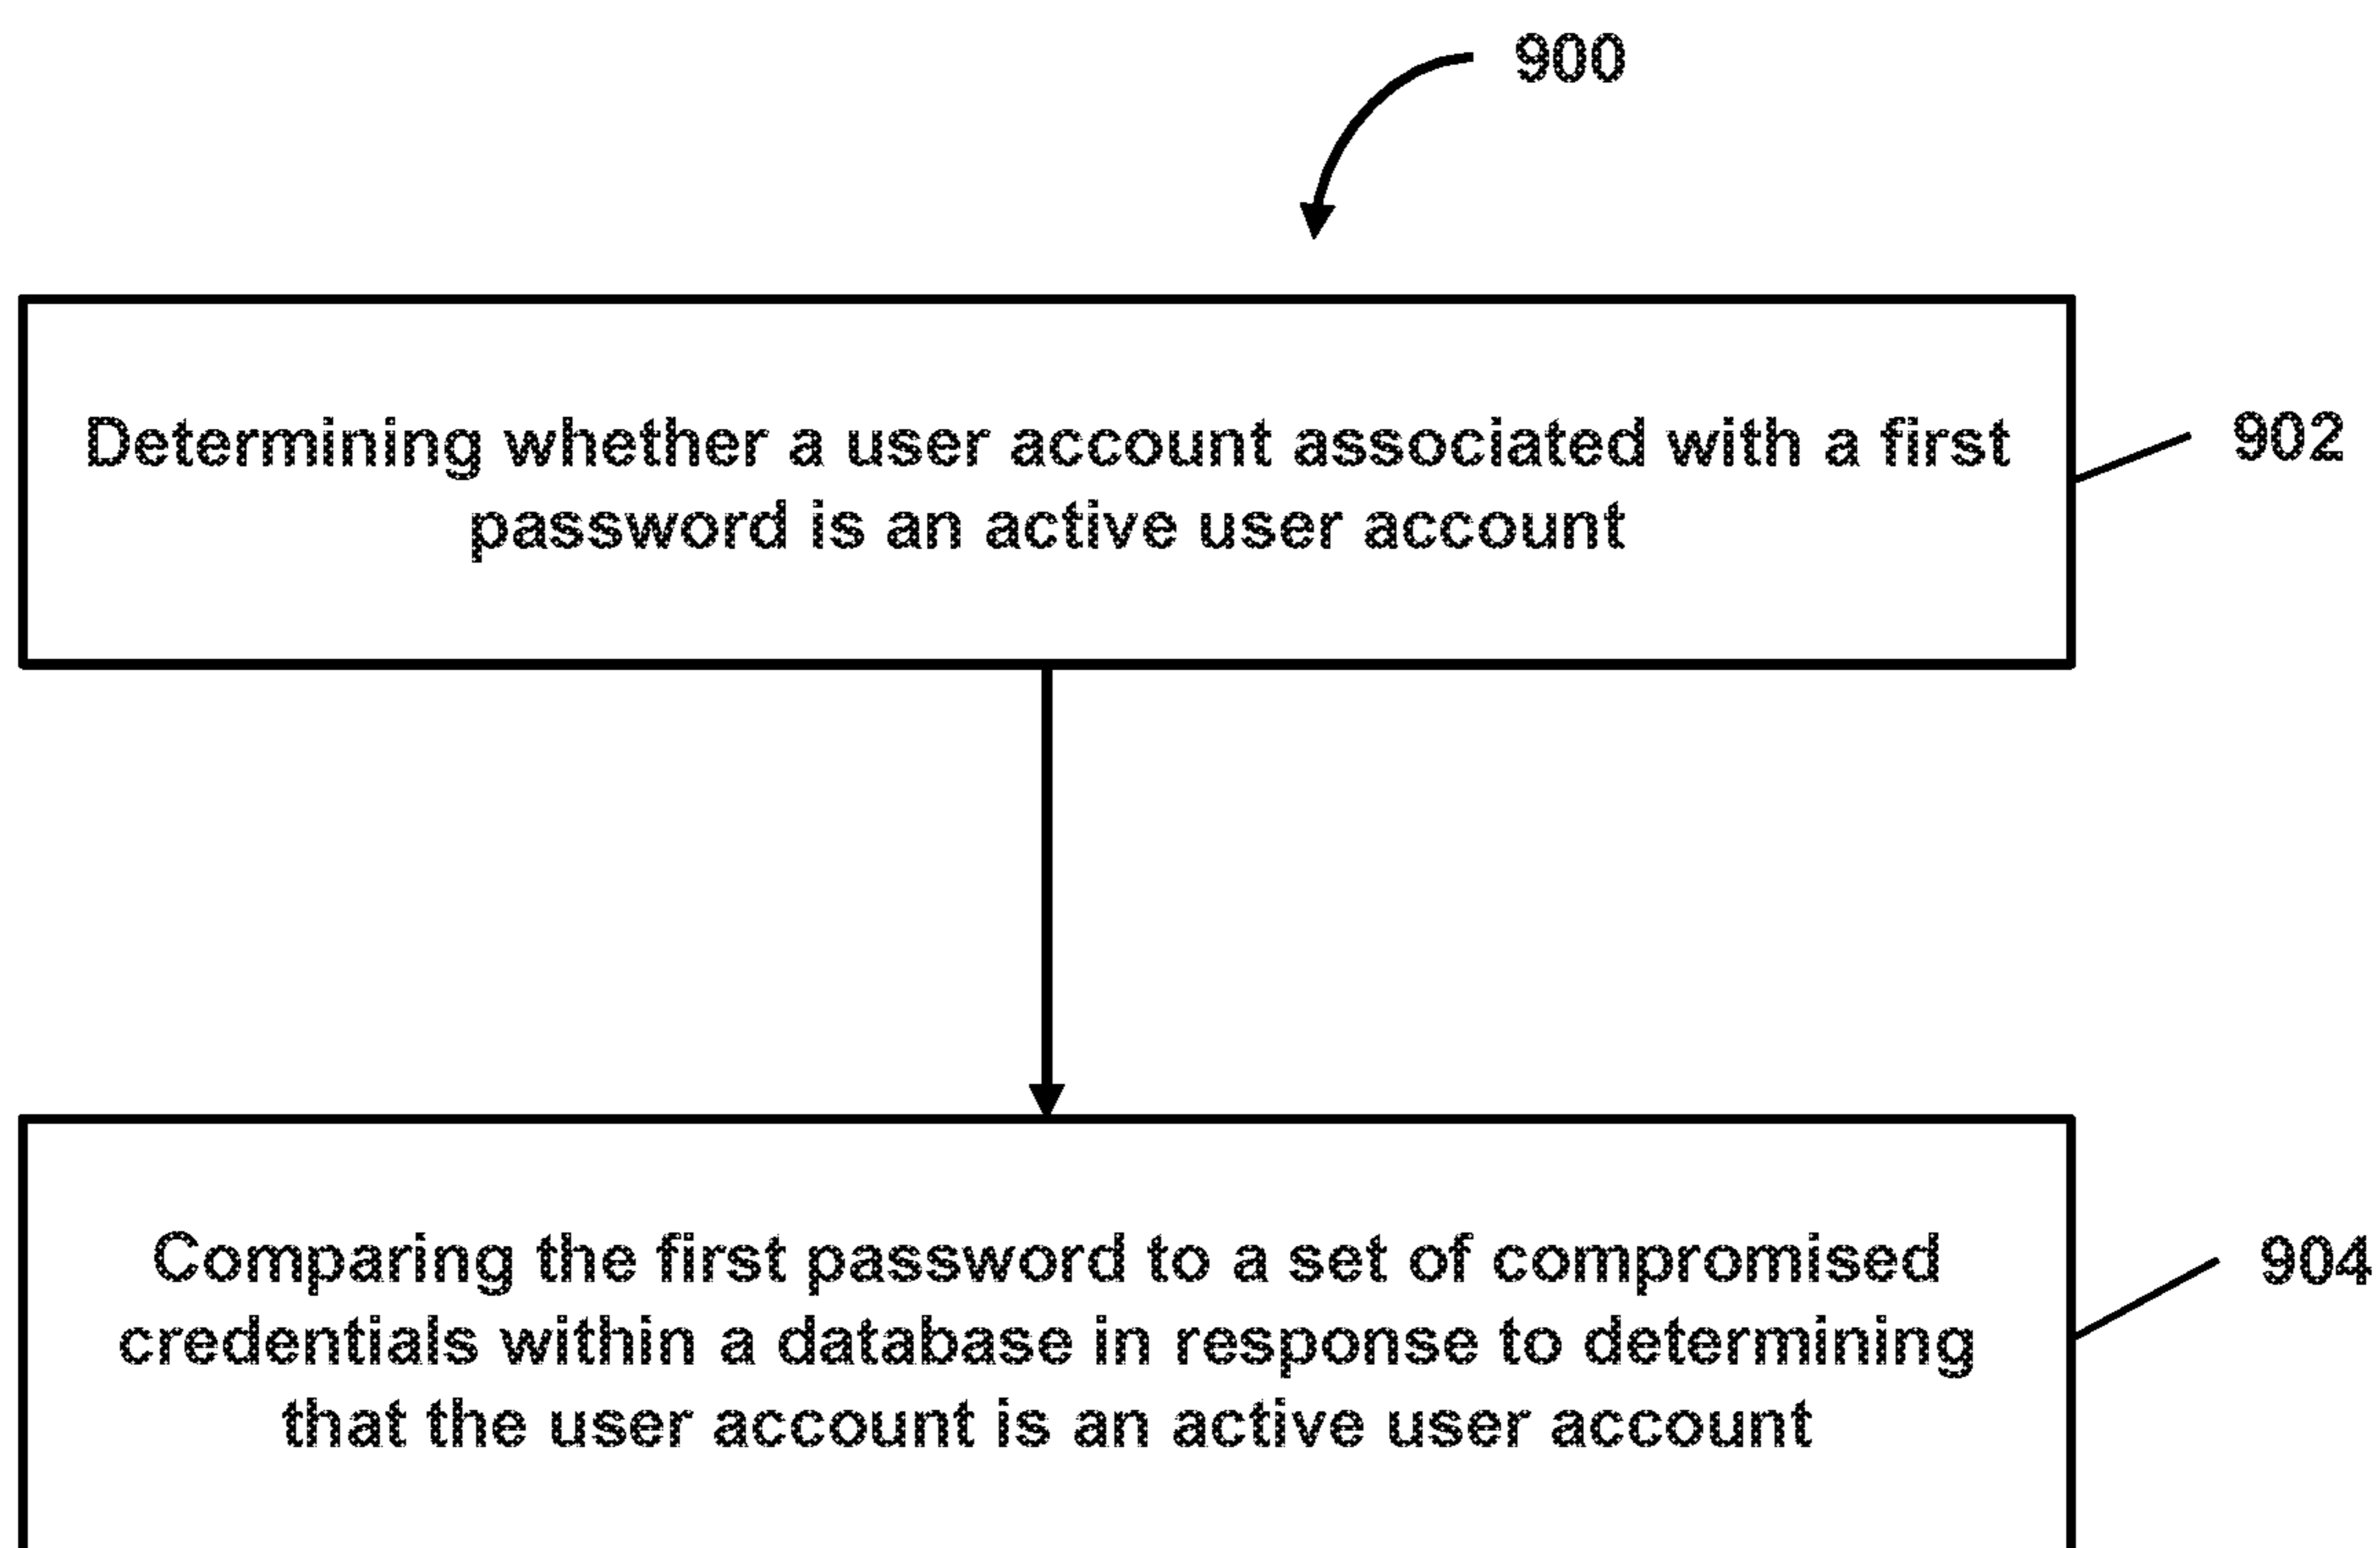 900
Determining whether a user account associated with a first
password is an active user account
902
Comparing the first password to a set of compromised
credentials within a database in response to determining
that the user account is an active user account
904